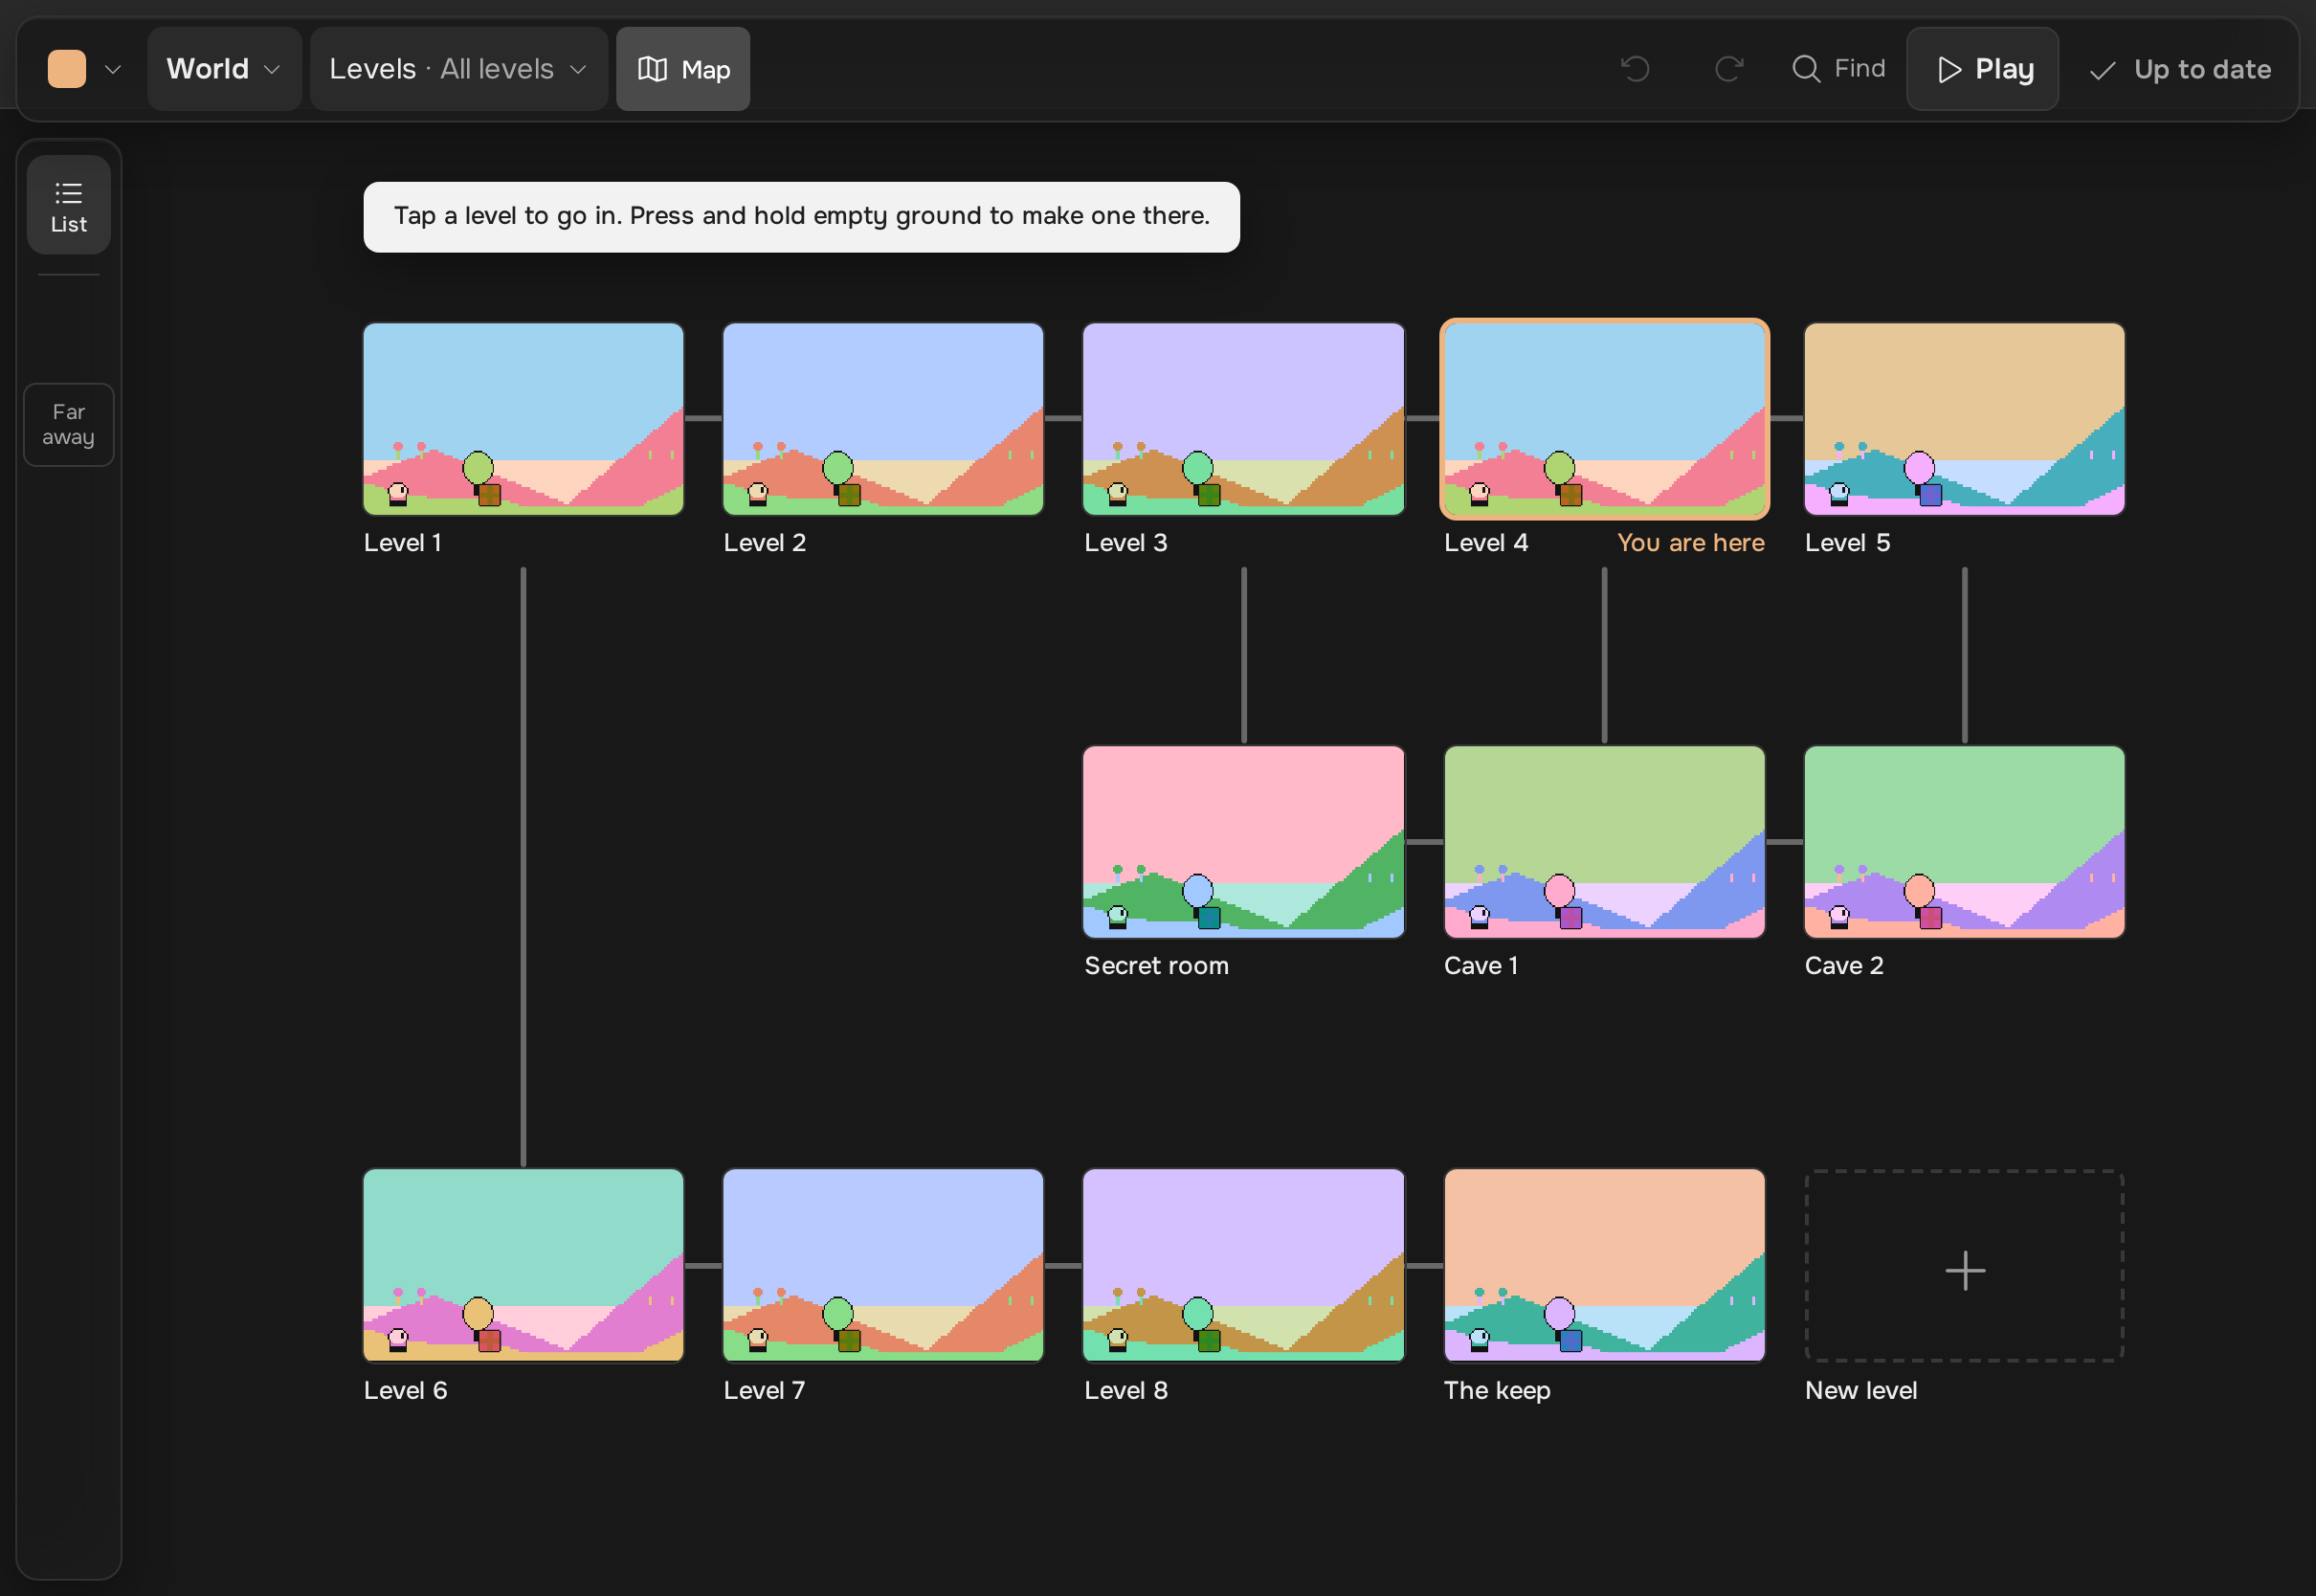 World
Levels · All levels
Map
Find
Play
Up to date
List
Far
away
Tap a level to go in. Press and hold empty ground to make one there.
Level 1
Level 2
Level 3
Level 4
You are here
Level 5
Secret room
Cave 1
Cave 2
Level 6
Level 7
Level 8
The keep
New level